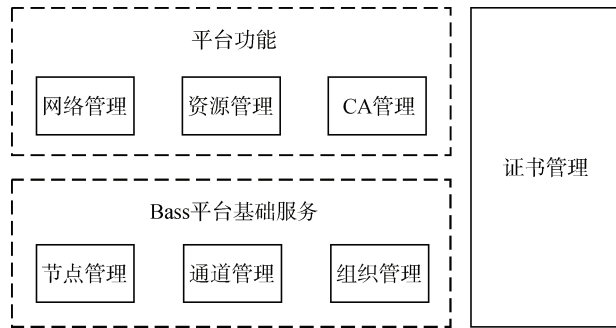 平台功能
网络管理
资源管理
CA管理
Bass平台基础服务
节点管理
通道管理
组织管理
证书管理